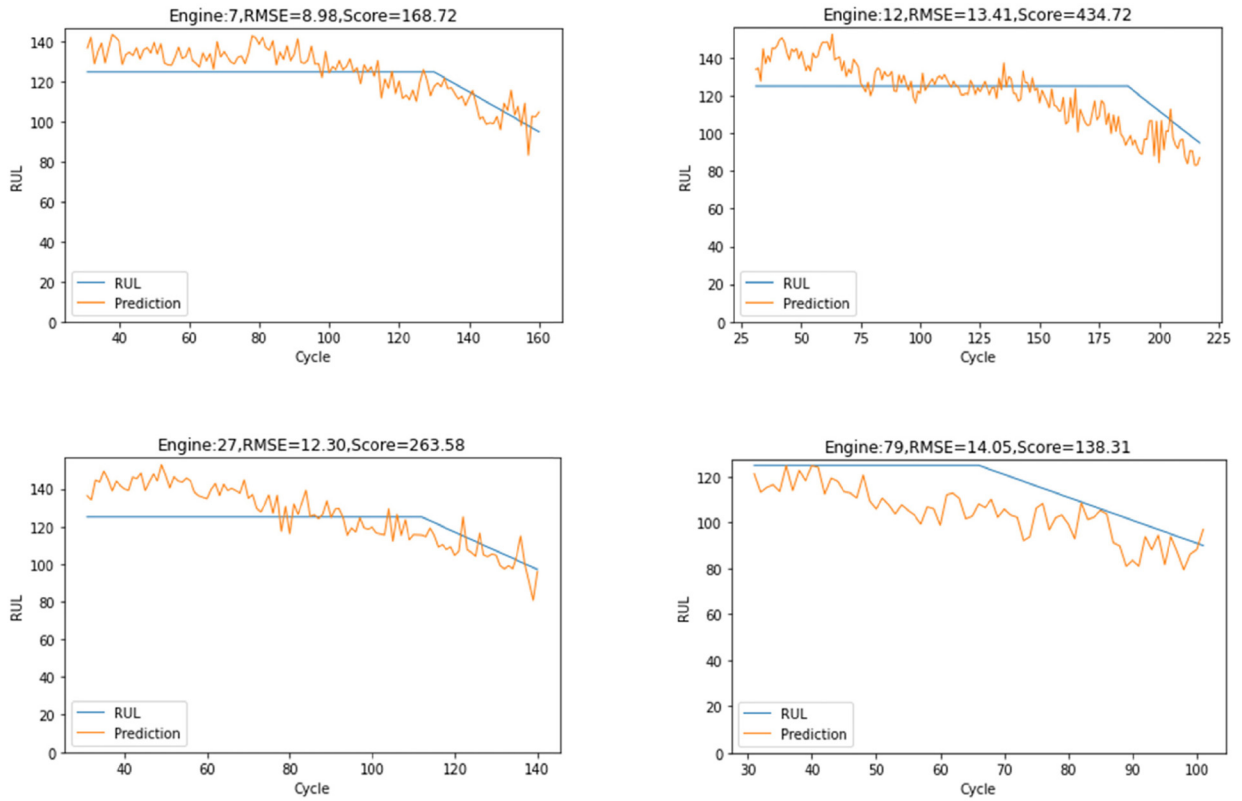 Engine:7,RMSE=8.98,Score=168.72
140
120
100
80
60
40
20
0
RUL
RUL
Prediction
40 60 80 100 120 140 160
Cycle
Engine:12,RMSE=13.41,Score=434.72
140
120
100
80
60
40
20
0
RUL
RUL
Prediction
25 50 75 100 125 150 175 200 225
Cycle
Engine:27,RMSE=12.30,Score=263.58
140
120
100
80
60
40
20
0
RUL
RUL
Prediction
40 60 80 100 120 140
Cycle
Engine:79,RMSE=14.05,Score=138.31
120
100
80
60
40
20
0
RUL
RUL
Prediction
30 40 50 60 70 80 90 100
Cycle